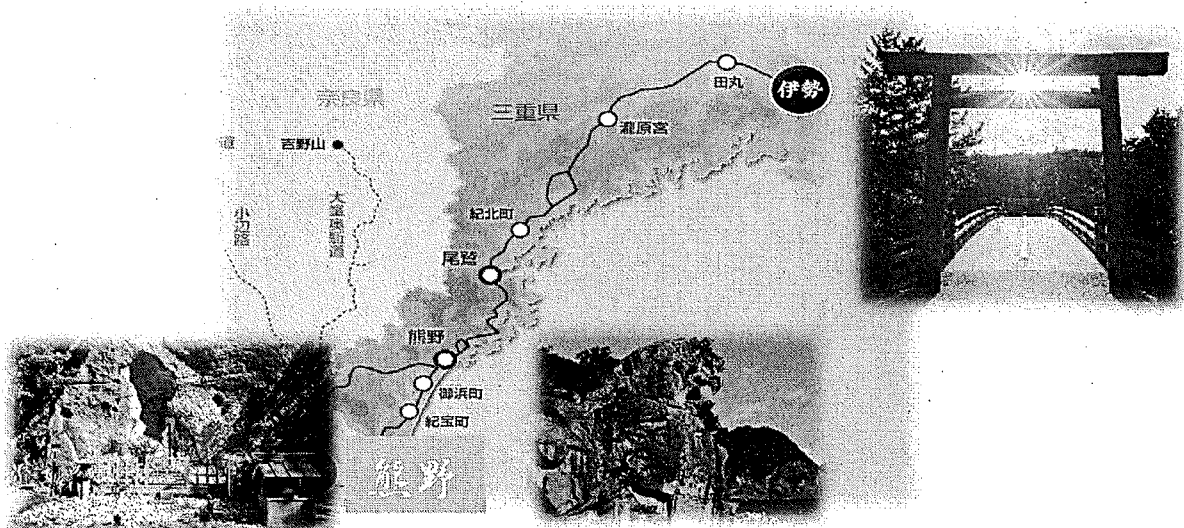 田丸
伊勢
奈良県
三重県
瀧原宮
吉野山
道
小辺路
大峯奥駈道
紀北町
尾鷲
熊野
御浜町
紀宝町
熊野